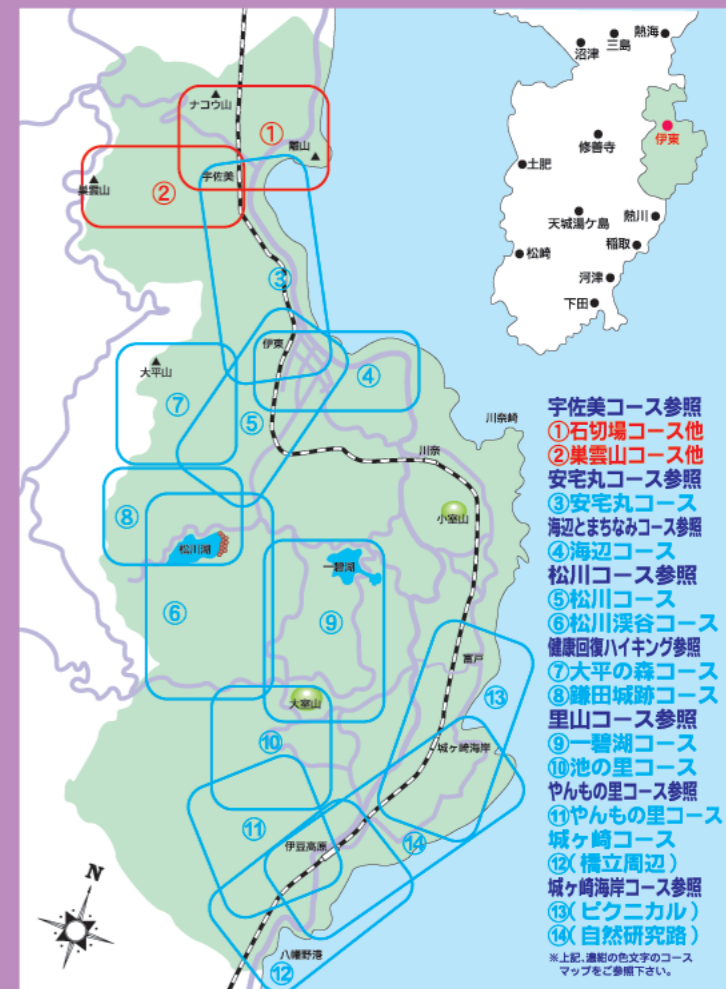 ナコウ山
①
離山
宇佐美
巣雲山
②
③
伊東
④
大平山
⑦
⑤
川奈崎
川奈
小室山
⑧
松川湖
一碧湖
⑥
⑨
富戸
⑬
大室山
⑩
城ヶ崎海岸
⑪
伊豆高原
⑭
八幡野港
⑫
N
熱海
三島
沼津
伊東
修善寺
土肥
天城湯ケ島
熱川
稲取
松崎
河津
下田
宇佐美コース参照
①石切場コース他
②巣雲山コース他
安宅丸コース参照
③安宅丸コース
海辺とまちなみコース参照
④海辺コース
松川コース参照
⑤松川コース
⑥松川渓谷コース
健康回復ハイキング参照
⑦大平の森コース
⑧鎌田城跡コース
里山コース参照
⑨一碧湖コース
⑩池の里コース
やんもの里コース参照
⑪やんもの里コース
城ヶ崎コース
⑫(橋立周辺)
城ヶ崎海岸コース参照
⑬(ピクニカル)
⑭(自然研究路)
※上記、濃紺の色文字のコース
マップをご参照下さい。